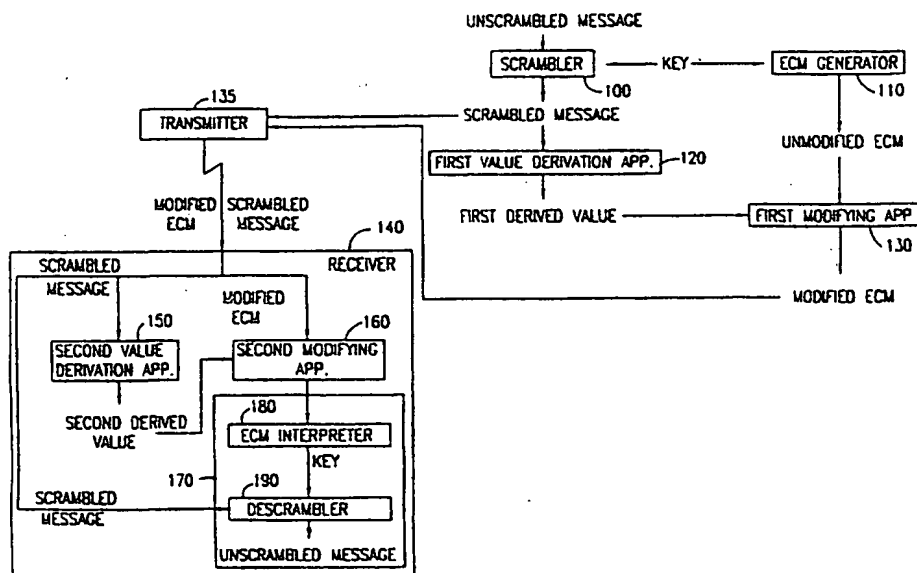 UNSCRAMBLED MESSAGE
SCRAMBLER
100
KEY
ECM GENERATOR
110
135
TRANSMITTER
SCRAMBLED MESSAGE
UNMODIFIED ECM
FIRST VALUE DERIVATION APP.
120
MODIFIED
ECM
SCRAMBLED
MESSAGE
FIRST DERIVED VALUE
FIRST MODIFYING APP
130
MODIFIED ECM
140
RECEIVER
SCRAMBLED
MESSAGE
MODIFIED
ECM
150
SECOND VALUE
DERIVATION APP.
160
SECOND MODIFYING
APP.
SECOND DERIVED
VALUE
180
ECM INTERPRETER
KEY
170
190
DESCRAMBLER
SCRAMBLED
MESSAGE
UNSCRAMBLED MESSAGE